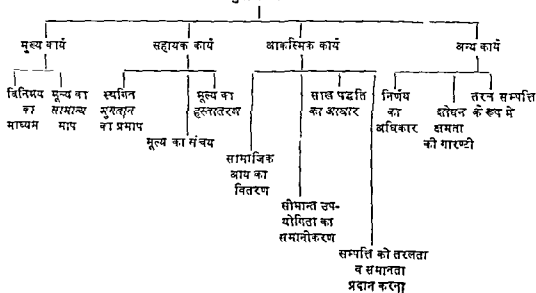 मुख्य कार्य
सहायक कार्य
आकस्मिक कार्य
अन्य कार्य
विनिमय का माध्यम
मूल्य का सामान्य माप
स्थगित भुगतान का प्रमाप
मूल्य का संचय
मूल्य का हस्तांतरण
सामाजिक आय का वितरण
सीमान्त उप-
योगिता का
समानीकरण
साख पद्धति का आधार
सम्पत्ति को तरलता
व समानता
प्रदान करना
निर्णय का अधिकार
शोधन क्षमता की गारण्टी
तरल सम्पत्ति के रूप में